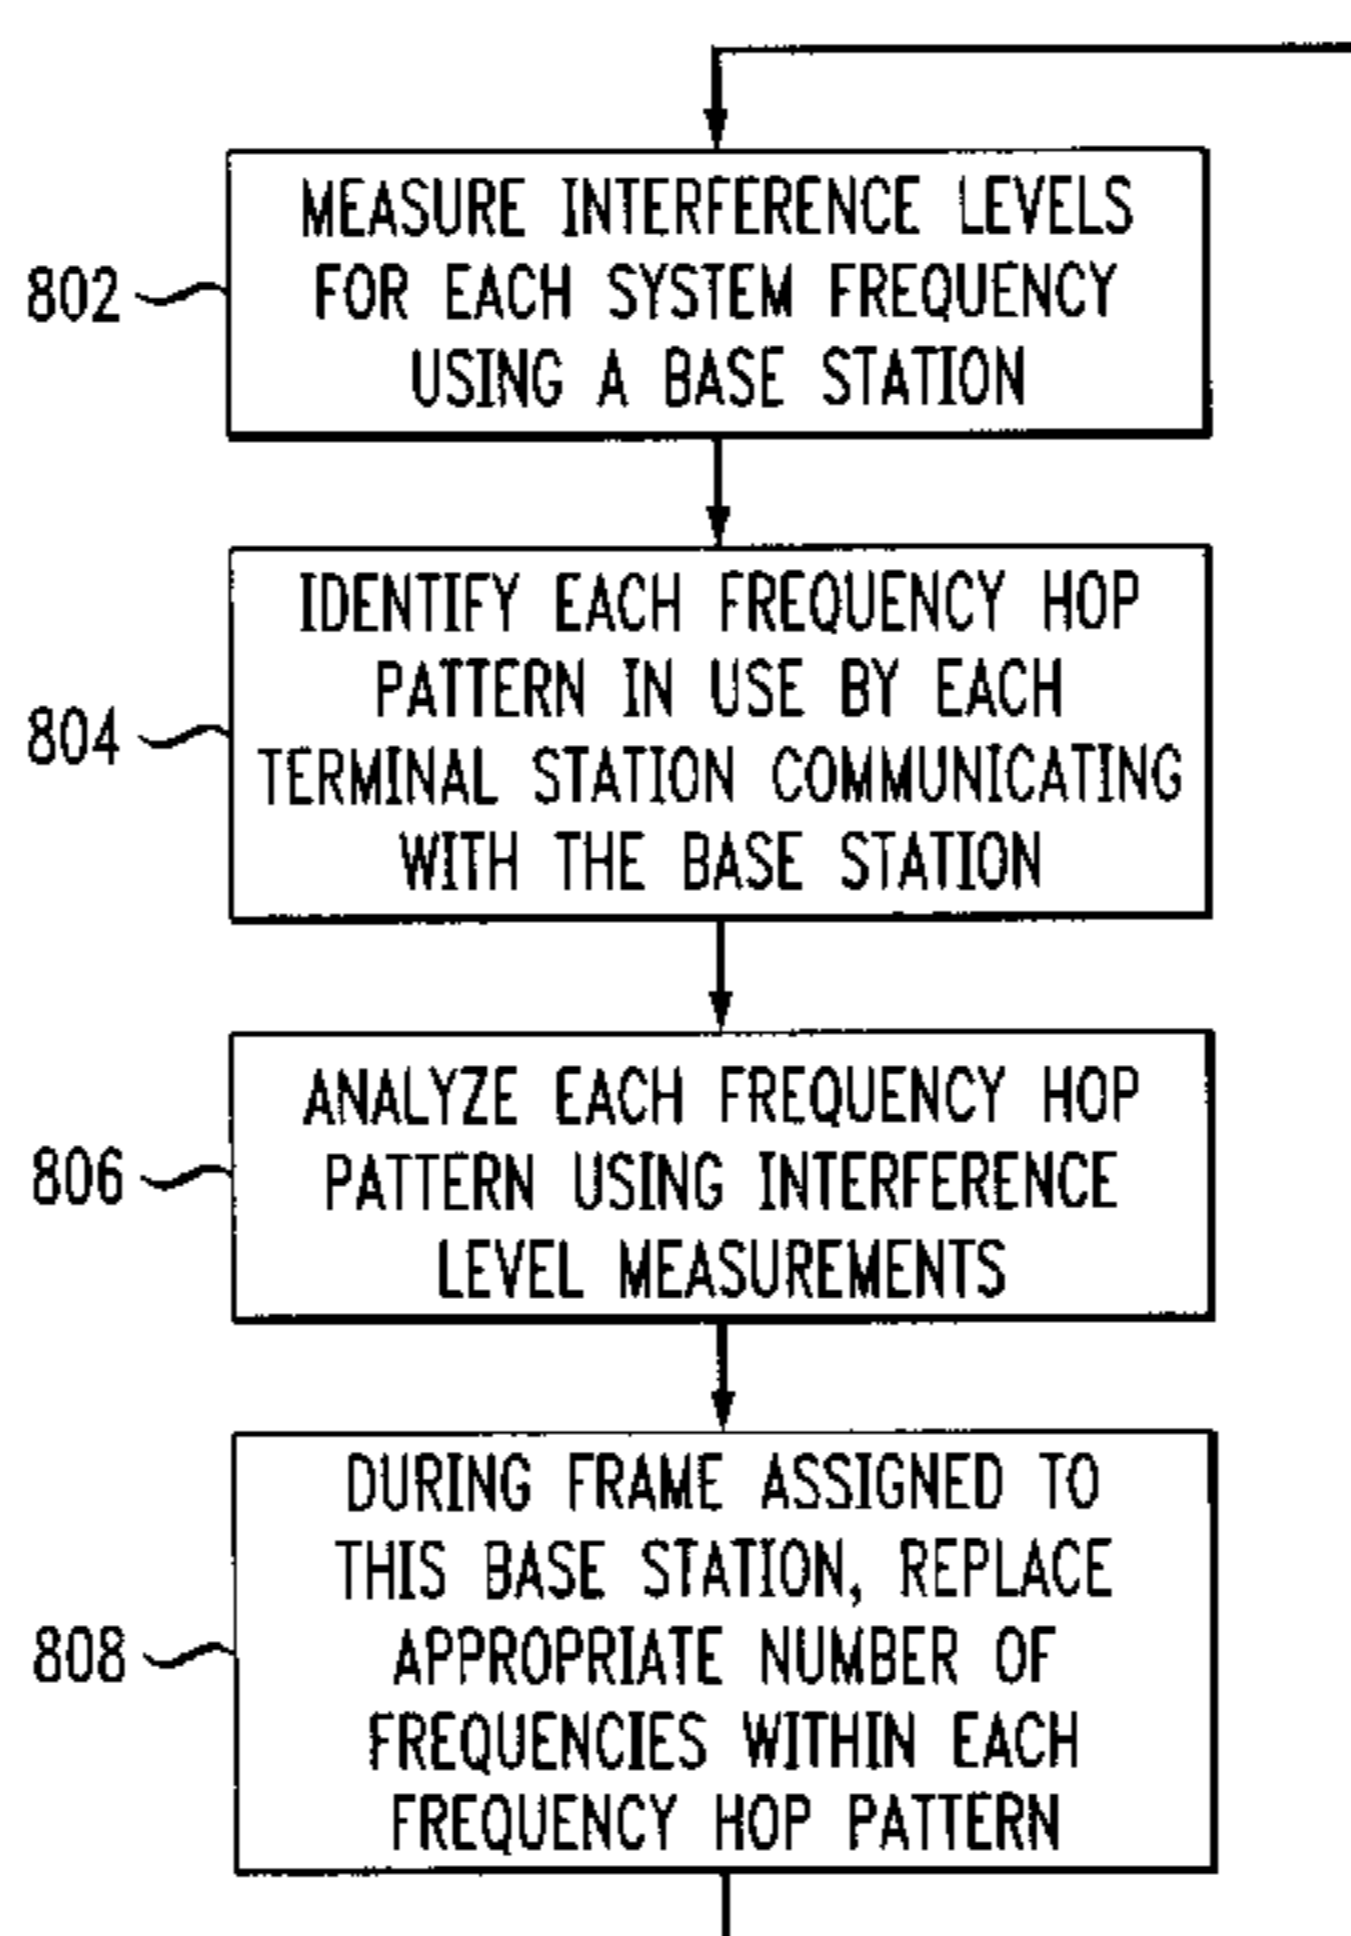 802
MEASURE INTERFERENCE LEVELS
FOR EACH SYSTEM FREQUENCY
USING A BASE STATION
804
IDENTIFY EACH FREQUENCY HOP
PATTERN IN USE BY EACH
TERMINAL STATION COMMUNICATING
WITH THE BASE STATION
806
ANALYZE EACH FREQUENCY HOP
PATTERN USING INTERFERENCE
LEVEL MEASUREMENTS
808
DURING FRAME ASSIGNED TO
THIS BASE STATION, REPLACE
APPROPRIATE NUMBER OF
FREQUENCIES WITHIN EACH
FREQUENCY HOP PATTERN